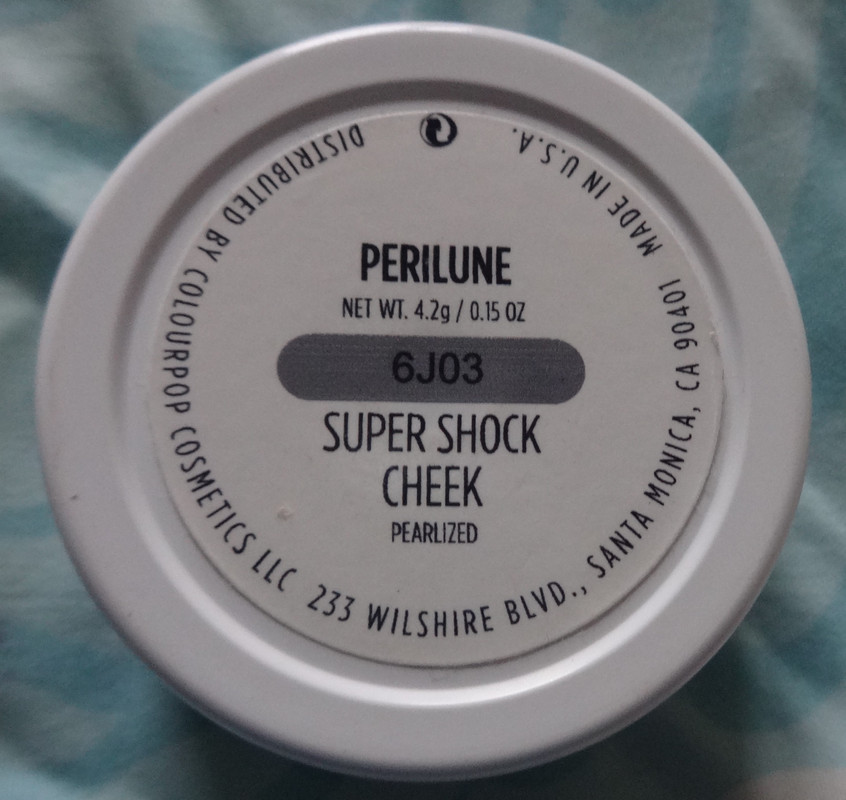 PERILUNE
NET WT. 4.2g / 0.15 OZ
6J03
SUPER SHOCK
CHEEK
PEARLIZED
DISTRIBUTED BY COLOURPOP COSMETICS LLC 233 WILSHIRE BLVD., SANTA MONICA, CA 90401 MADE IN U.S.A.